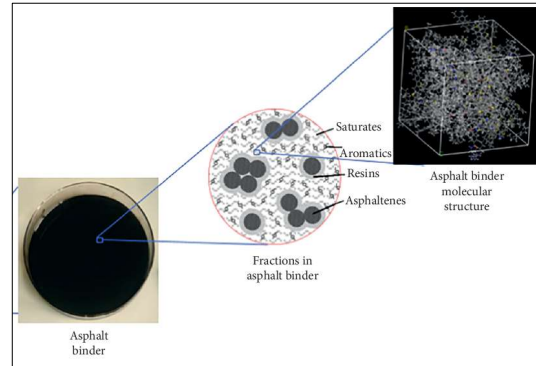 Saturates
Aromatics
Resins
Asphaltenes
Asphalt binder
molecular
structure
Fractions in
asphalt binder
Asphalt
binder